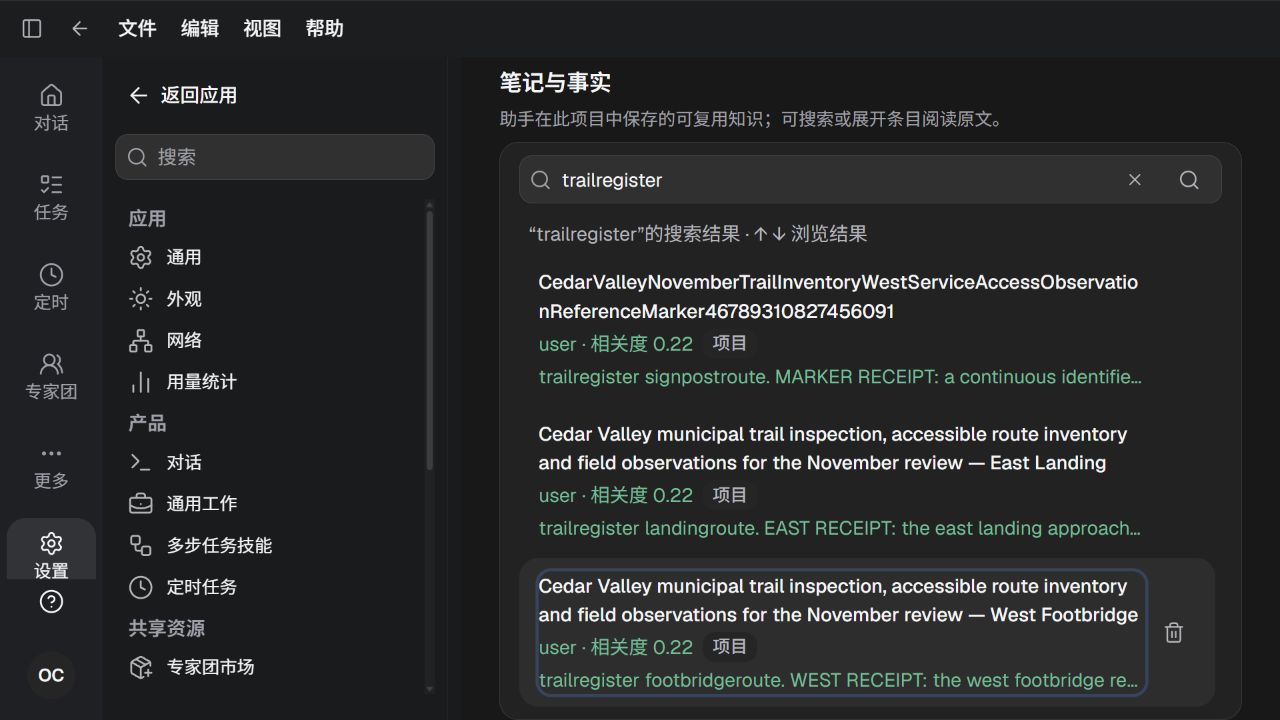 文件 编辑 视图 帮助
对话
任务
定时
专家团
更多
设置
OC
返回应用
搜索
应用
通用
外观
网络
用量统计
产品
对话
通用工作
多步任务技能
定时任务
共享资源
专家团市场
笔记与事实
助手在此项目中保存的可复用知识；可搜索或展开条目阅读原文。
trailregister
“trailregister”的搜索结果 · ↑↓ 浏览结果
CedarValleyNovemberTrailInventoryWestServiceAccessObservatio
nReferenceMarker46789310827456091
user · 相关度 0.22 项目
trailregister signpostroute. MARKER RECEIPT: a continuous identifie…
Cedar Valley municipal trail inspection, accessible route inventory
and field observations for the November review — East Landing
user · 相关度 0.22 项目
trailregister landingroute. EAST RECEIPT: the east landing approach…
Cedar Valley municipal trail inspection, accessible route inventory
and field observations for the November review — West Footbridge
user · 相关度 0.22 项目
trailregister footbridgeroute. WEST RECEIPT: the west footbridge re…